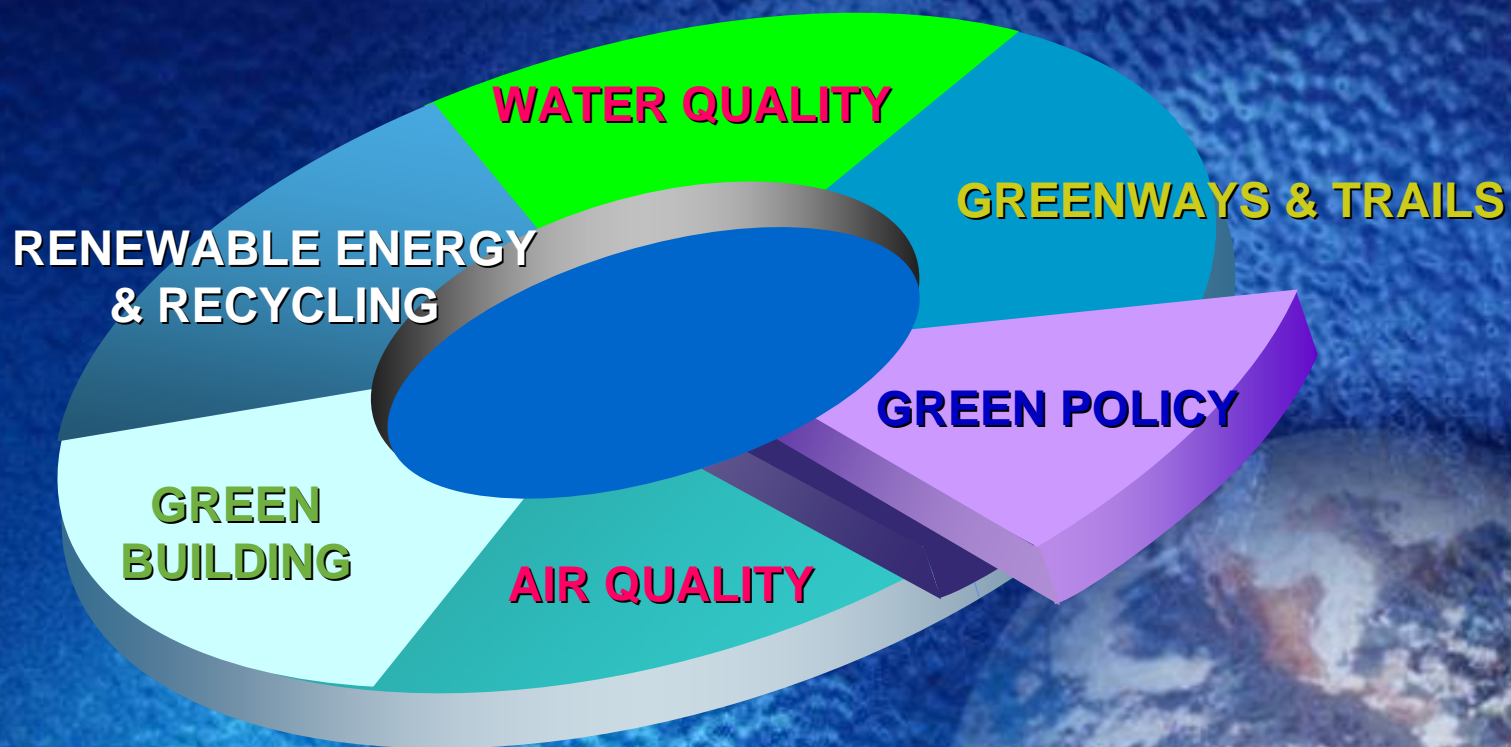 WATER QUALITY
GREENWAYS & TRAILS
RENEWABLE ENERGY
& RECYCLING
GREEN POLICY
GREEN
BUILDING
AIR QUALITY